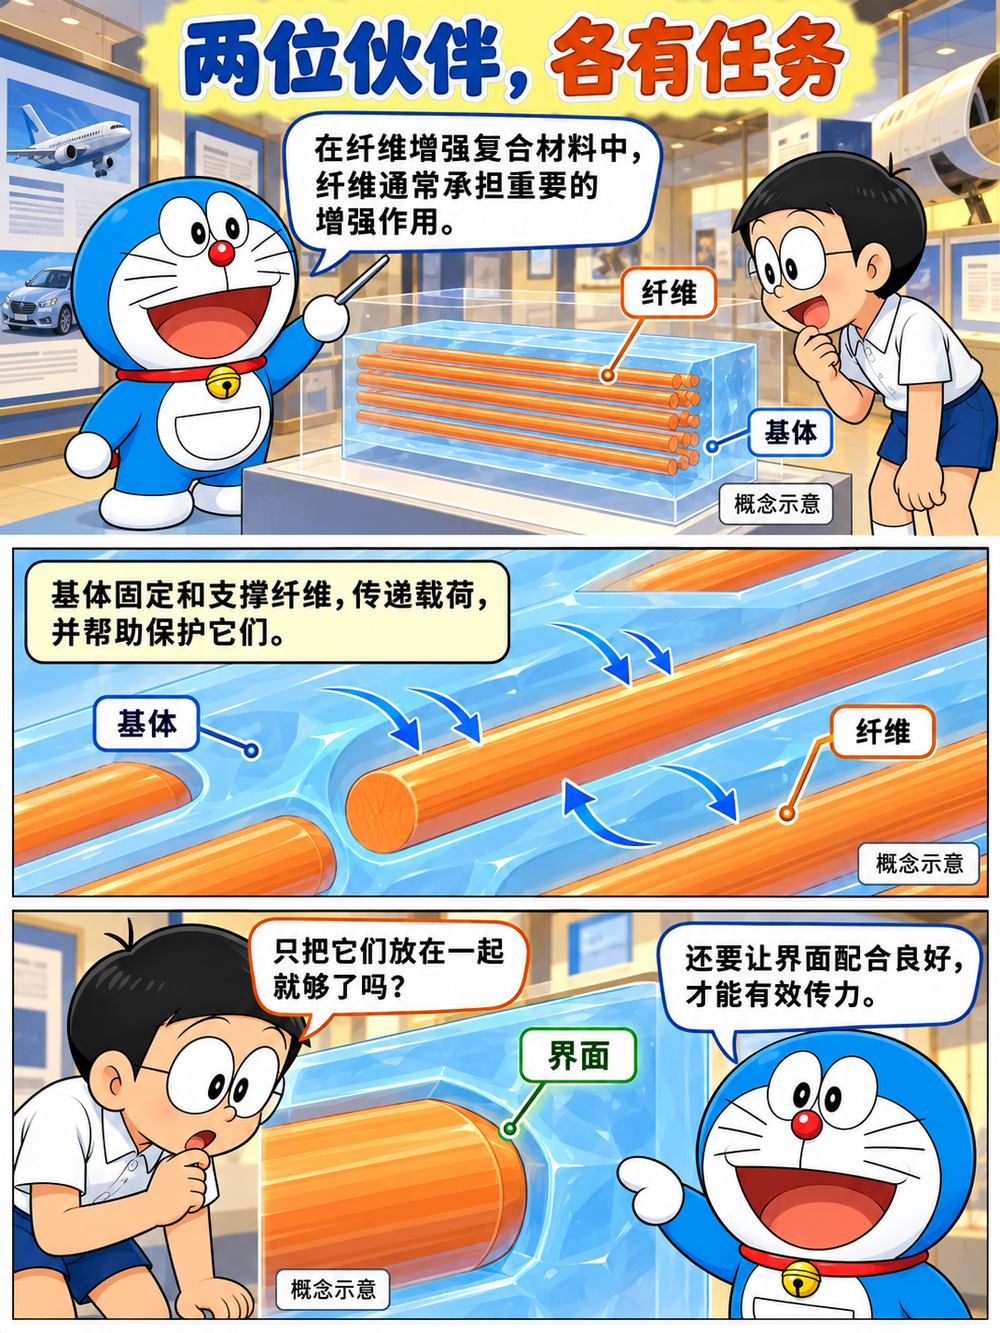 两位伙伴，各有任务
在纤维增强复合材料中，
纤维通常承担重要的
增强作用。
纤维
基体
概念示意
基体固定和支撑纤维，传递载荷，
并帮助保护它们。
基体
纤维
概念示意
只把它们放在一起
就够了吗？
还要让界面配合良好，
才能有效传力。
界面
概念示意